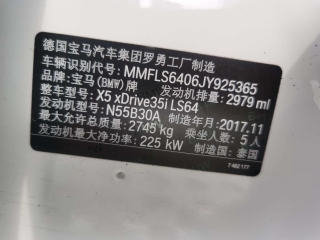 德国宝马汽车集团罗勇工厂制造
车辆识别代号: MMFLS6406JY925365
品牌: 宝马(BMW)牌 发动机排量: 2979 ml
整车型号: X5 xDrive35i LS64
发动机型号: N55B30A 制造年月: 2017.11
最大允许总质量: 2745 kg 乘坐人数: 5人
发动机最大净功率: 225 kW 制造国: 泰国
7 462 177